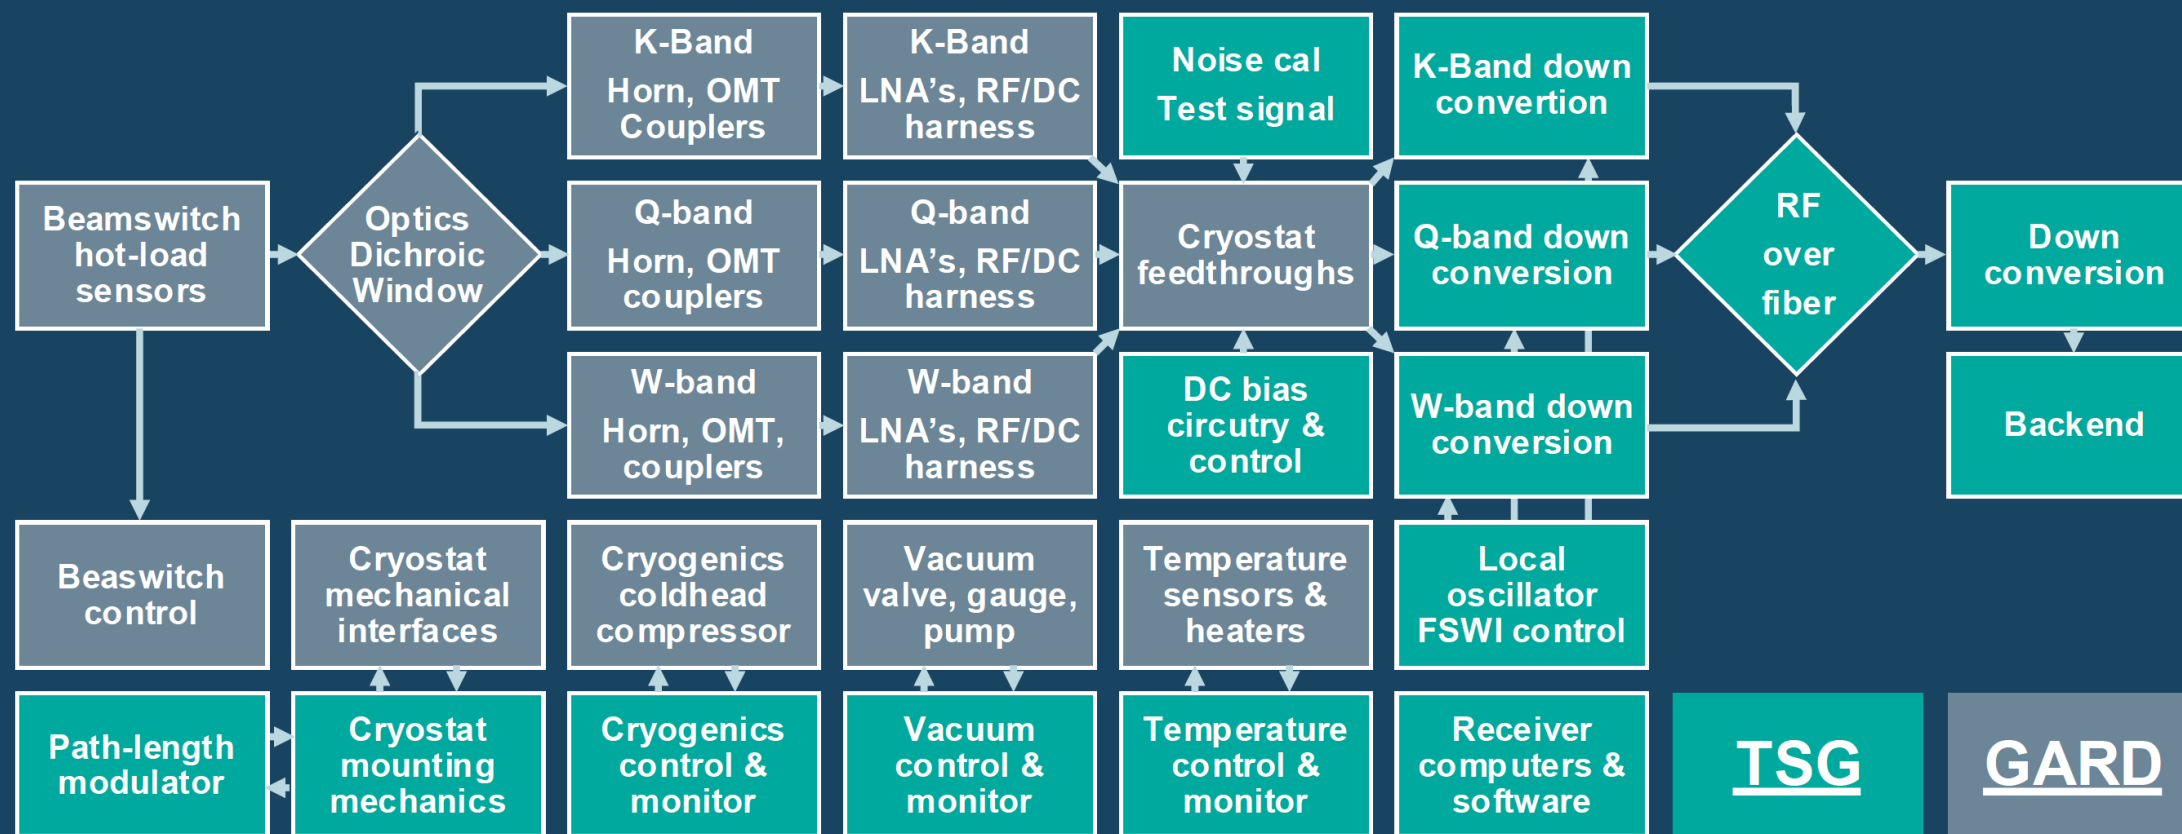 K-Band
Horn, OMT
Couplers
K-Band
LNA’s, RF/DC
harness
Noise cal
Test signal
K-Band down
convertion
Beamswitch
hot-load
sensors
Optics
Dichroic
Window
Q-band
Horn, OMT
couplers
Q-band
LNA’s, RF/DC
harness
Cryostat
feedthroughs
Q-band down
conversion
RF
over
fiber
Down
conversion
W-band
Horn, OMT,
couplers
W-band
LNA’s, RF/DC
harness
DC bias
circutry &
control
W-band down
conversion
Backend
Beaswitch
control
Cryostat
mechanical
interfaces
Cryogenics
coldhead
compressor
Vacuum
valve, gauge,
pump
Temperature
sensors &
heaters
Local
oscillator
FSWI control
Path-length
modulator
Cryostat
mounting
mechanics
Cryogenics
control &
monitor
Vacuum
control &
monitor
Temperature
control &
monitor
Receiver
computers &
software
TSG
GARD